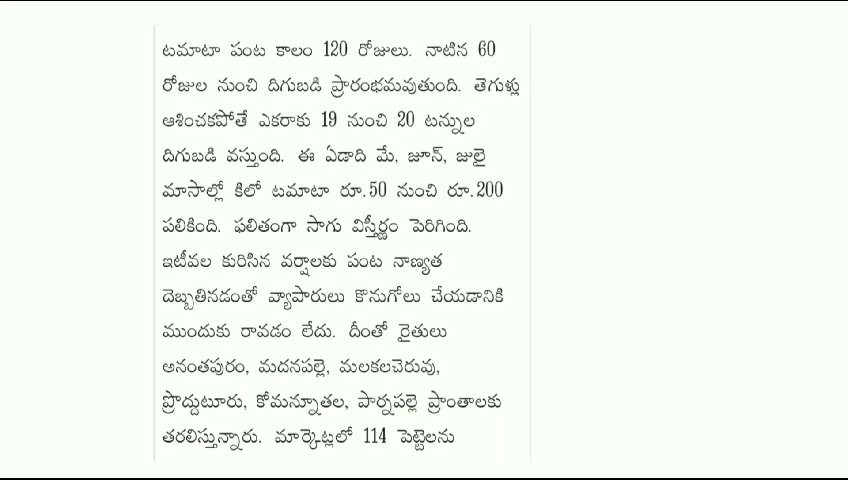 టమాటా పంట కాలం 120 రోజులు. నాటిన 60
రోజుల నుంచి దిగుబడి ప్రారంభమవుతుంది. తెగుళ్లు
ఆశించకపోతే ఎకరాకు 19 నుంచి 20 టన్నుల
దిగుబడి వస్తుంది. ఈ ఏడాది మే, జూన్, జులై
మాసాల్లో కిలో టమాటా రూ.50 నుంచి రూ.200
పలికింది. ఫలితంగా సాగు విస్తీర్ణం పెరిగింది.
ఇటీవల కురిసిన వర్షాలకు పంట నాణ్యత
దెబ్బతినడంతో వ్యాపారులు కొనుగోలు చేయడానికి
ముందుకు రావడం లేదు. దీంతో రైతులు
అనంతపురం, మదనపల్లె, మలకలచెరువు,
ప్రొద్దుటూరు, కోమన్నూతల, పార్నపల్లె ప్రాంతాలకు
తరలిస్తున్నారు. మార్కెట్లలో 114 పెట్టెలను